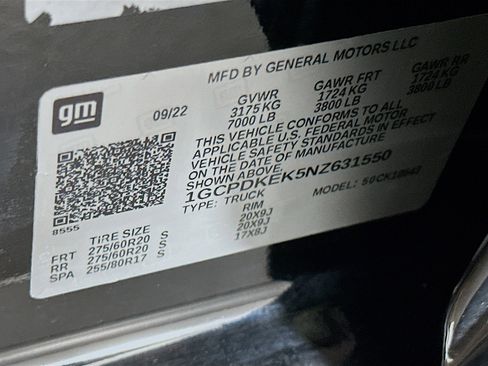 MFD BY GENERAL MOTORS LLC
gm
09/22
GVWR GAWR FRT GAWR RR
3175 KG 1724 KG 1724 KG
7000 LB 3800 LB 3800 LB
THIS VEHICLE CONFORMS TO ALL
APPLICABLE U.S. FEDERAL MOTOR
VEHICLE SAFETY STANDARDS IN EFFECT
ON THE DATE OF MANUFACTURE
SHOWN ABOVE.
1GCPDKEK5NZ631550
TYPE: TRUCK MODEL:
8555
TIRE SIZE RIM
FRT 275/60R20 S 20X9J
RR 275/60R20 S 20X9J
SPA 255/80R17 S 17X8J